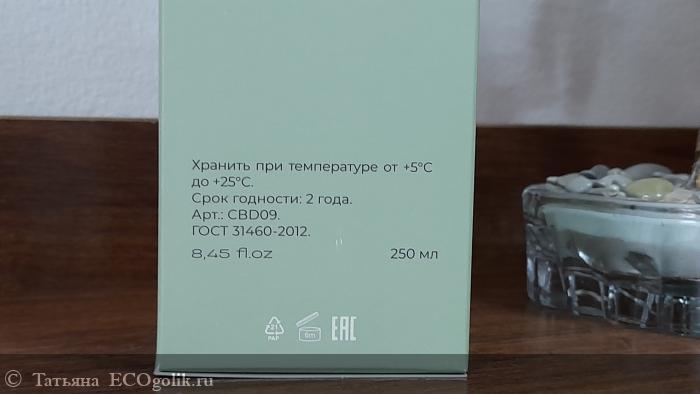 Хранить при температуре от +5°C
до +25°C.
Срок годности: 2 года.
Арт.: CBD09.
ГОСТ 31460-2012.
8,45 fl.oz 250 мл
21
PAP
6m
EAC
© Татьяна ECOgolik.ru